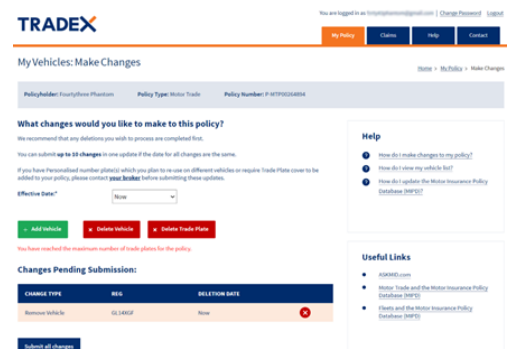 You are logged in as | Change Password Logout
TRADEX
My Policy Claims Help Contact
My Vehicles: Make Changes
Home > My Policy > Make Changes
Policyholder: Fourtythree Phantom Policy Type: Motor Trade Policy Number: P-MTP00264894
What changes would you like to make to this policy?
We recommend that any deletions you wish to process are completed first.
You can submit up to 10 changes in one update if the date for all changes are the same.
If you have Personalised number plate(s) which you plan to re-use on different vehicles or require Trade Plate cover to be
added to your policy, please contact your broker before submitting these updates.
Effective Date:*
Now
+ Add Vehicle
x Delete Vehicle
x Delete Trade Plate
You have reached the maximum number of trade plates for the policy.
Changes Pending Submission:
CHANGE TYPE REG DELETION DATE
Remove Vehicle GL14XGF Now
Submit all changes
Help
How do I make changes to my policy?
How do I view my vehicle list?
How do I update the Motor Insurance Policy
Database (MIPD)?
Useful Links
ASKMID.com
Motor Trade and the Motor Insurance Policy
Database (MIPD)
Fleets and the Motor Insurance Policy
Database (MIPD)